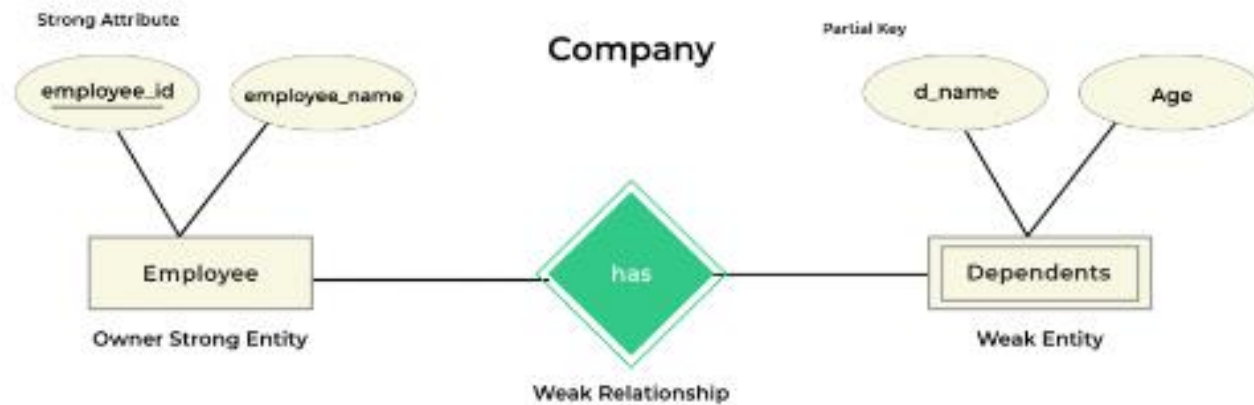 Strong Attribute
Company
Partial Key
employee_id
employee_name
d_name
Age
Employee
has
Dependents
Owner Strong Entity
Weak Entity
Weak Relationship